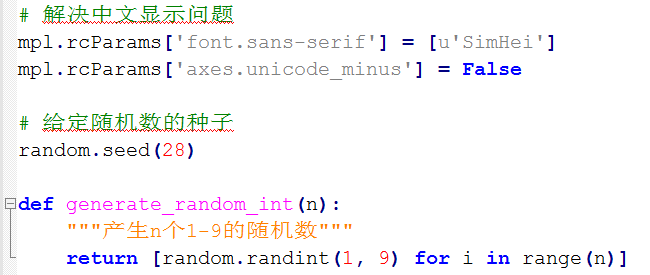 # 解决中文显示问题
mpl.rcParams['font.sans-serif'] = [u'SimHei']
mpl.rcParams['axes.unicode_minus'] = False
# 给定随机数的种子
random.seed(28)
def generate_random_int(n):
"""产生n个1-9的随机数"""
return [random.randint(1, 9) for i in range(n)]